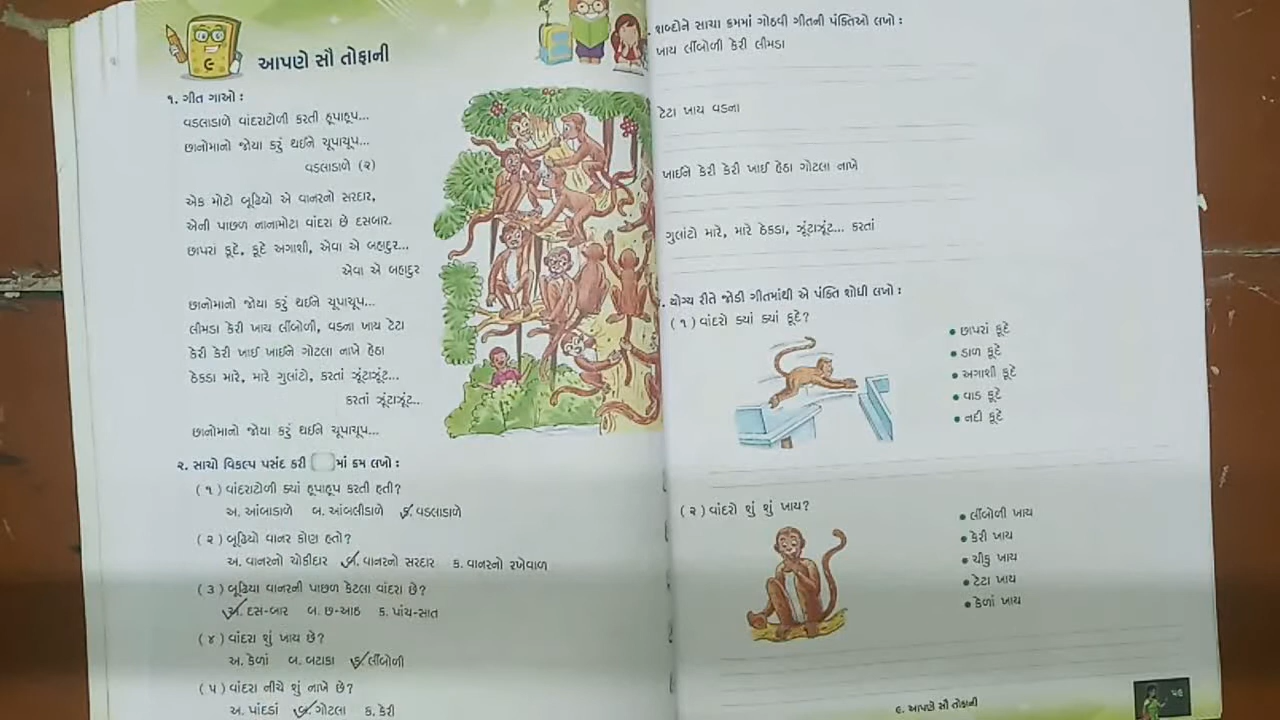 ૯
આપણે સૌ તોફાની
૧. ગીત ગાઓ :
વડલાડાળે વાંદરાટોળી કરતી હૂપાહૂપ...
છાનોમાનો જોયા કરું થઈને ચૂપાચૂપ...
વડલાડાળે (૨)
એક મોટો બૂઢિયો એ વાનરનો સરદાર,
એની પાછળ નાનામોટા વાંદરા છે દસબાર.
છાપરાં કૂદે, કૂદે અગાશી, એવા એ બહાદુર...
એવા એ બહાદુર
છાનોમાનો જોયા કરું થઈને ચૂપાચૂપ...
લીમડા કેરી ખાય લીંબોળી, વડના ખાય ટેટા
કેરી કેરી ખાઈ ખાઈને ગોટલા નાખે હેઠા
ઠેકડા મારે, મારે ગુલાંટો, કરતાં ઝૂંટાઝૂંટ...
કરતાં ઝૂંટાઝૂંટ...
છાનોમાનો જોયા કરું થઈને ચૂપાચૂપ...
૨. સાચો વિકલ્પ પસંદ કરી માં ક્રમ લખો :
(૧) વાંદરાટોળી ક્યાં હૂપાહૂપ કરતી હતી?
અ. આંબાડાળે બ. આંબલીડાળે ક. વડલાડાળે
(૨) બૂઢિયો વાનર કોણ હતો?
અ. વાનરનો ચોકીદાર બ. વાનરનો સરદાર ક. વાનરનો રખેવાળ
(૩) બૂઢિયા વાનરની પાછળ કેટલા વાંદરા છે?
અ. દસ-બાર બ. છ-આઠ ક. પાંચ-સાત
(૪) વાંદરા શું ખાય છે?
અ. કેળાં બ. બટાકા ક. લીંબોળી
(૫) વાંદરા નીચે શું નાખે છે?
અ. પાંદડાં બ. ગોટલા ક. કેરી
. શબ્દોને સાચા ક્રમમાં ગોઠવી ગીતની પંક્તિઓ લખો :
ખાય લીંબોળી કેરી લીમડા
ટેટા ખાય વડના
ખાઈને કેરી કેરી ખાઈ હેઠા ગોટલા નાખે
ગુલાંટો મારે, મારે ઠેકડા, ઝૂંટાઝૂંટ... કરતાં
. યોગ્ય રીતે જોડી ગીતમાંથી એ પંક્તિ શોધી લખો :
(૧) વાંદરો ક્યાં ક્યાં કૂદે?
• છાપરાં કૂદે
• ડાળ કૂદે
• અગાશી કૂદે
• વાડ કૂદે
• નદી કૂદે
(૨) વાંદરો શું શું ખાય?
• લીંબોળી ખાય
• કેરી ખાય
• ચીકુ ખાય
• ટેટા ખાય
• કેળાં ખાય
૯. આપણે સૌ તોફાની
૫૯